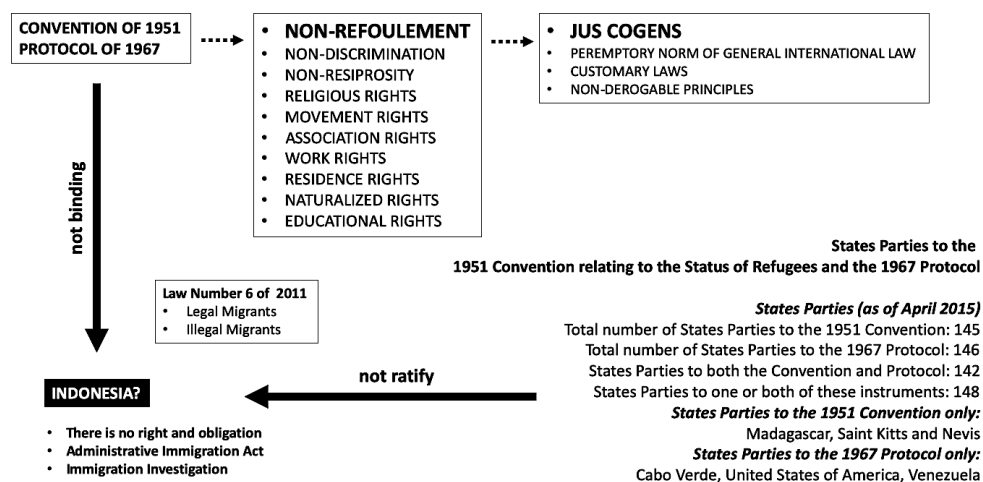 CONVENTION OF 1951
PROTOCOL OF 1967
• NON-REFOULEMENT
• NON-DISCRIMINATION
• NON-RESIPROSITY
• RELIGIOUS RIGHTS
• MOVEMENT RIGHTS
• ASSOCIATION RIGHTS
• WORK RIGHTS
• RESIDENCE RIGHTS
• NATURALIZED RIGHTS
• EDUCATIONAL RIGHTS
• JUS COGENS
• PEREMPTORY NORM OF GENERAL INTERNATIONAL LAW
• CUSTOMARY LAWS
• NON-DEROGABLE PRINCIPLES
not binding
Law Number 6 of 2011
• Legal Migrants
• Illegal Migrants
States Parties to the
1951 Convention relating to the Status of Refugees and the 1967 Protocol
States Parties (as of April 2015)
Total number of States Parties to the 1951 Convention: 145
Total number of States Parties to the 1967 Protocol: 146
States Parties to both the Convention and Protocol: 142
States Parties to one or both of these instruments: 148
States Parties to the 1951 Convention only:
Madagascar, Saint Kitts and Nevis
States Parties to the 1967 Protocol only:
Cabo Verde, United States of America, Venezuela
not ratify
INDONESIA?
• There is no right and obligation
• Administrative Immigration Act
• Immigration Investigation